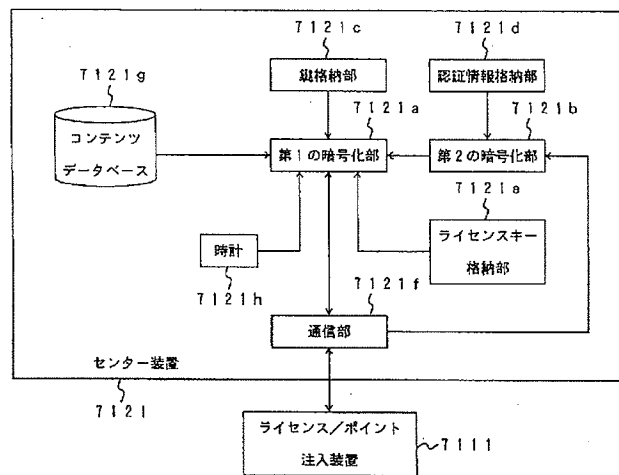 7121c
7121d
7121g
鍵格納部
認証情報格納部
7121a
7121b
コンテンツ
データベース
第1の暗号化部
第2の暗号化部
7121e
ライセンスキー
格納部
時計
7121h
7121f
通信部
センター装置
7121
ライセンス/ポイント
注入装置
7111